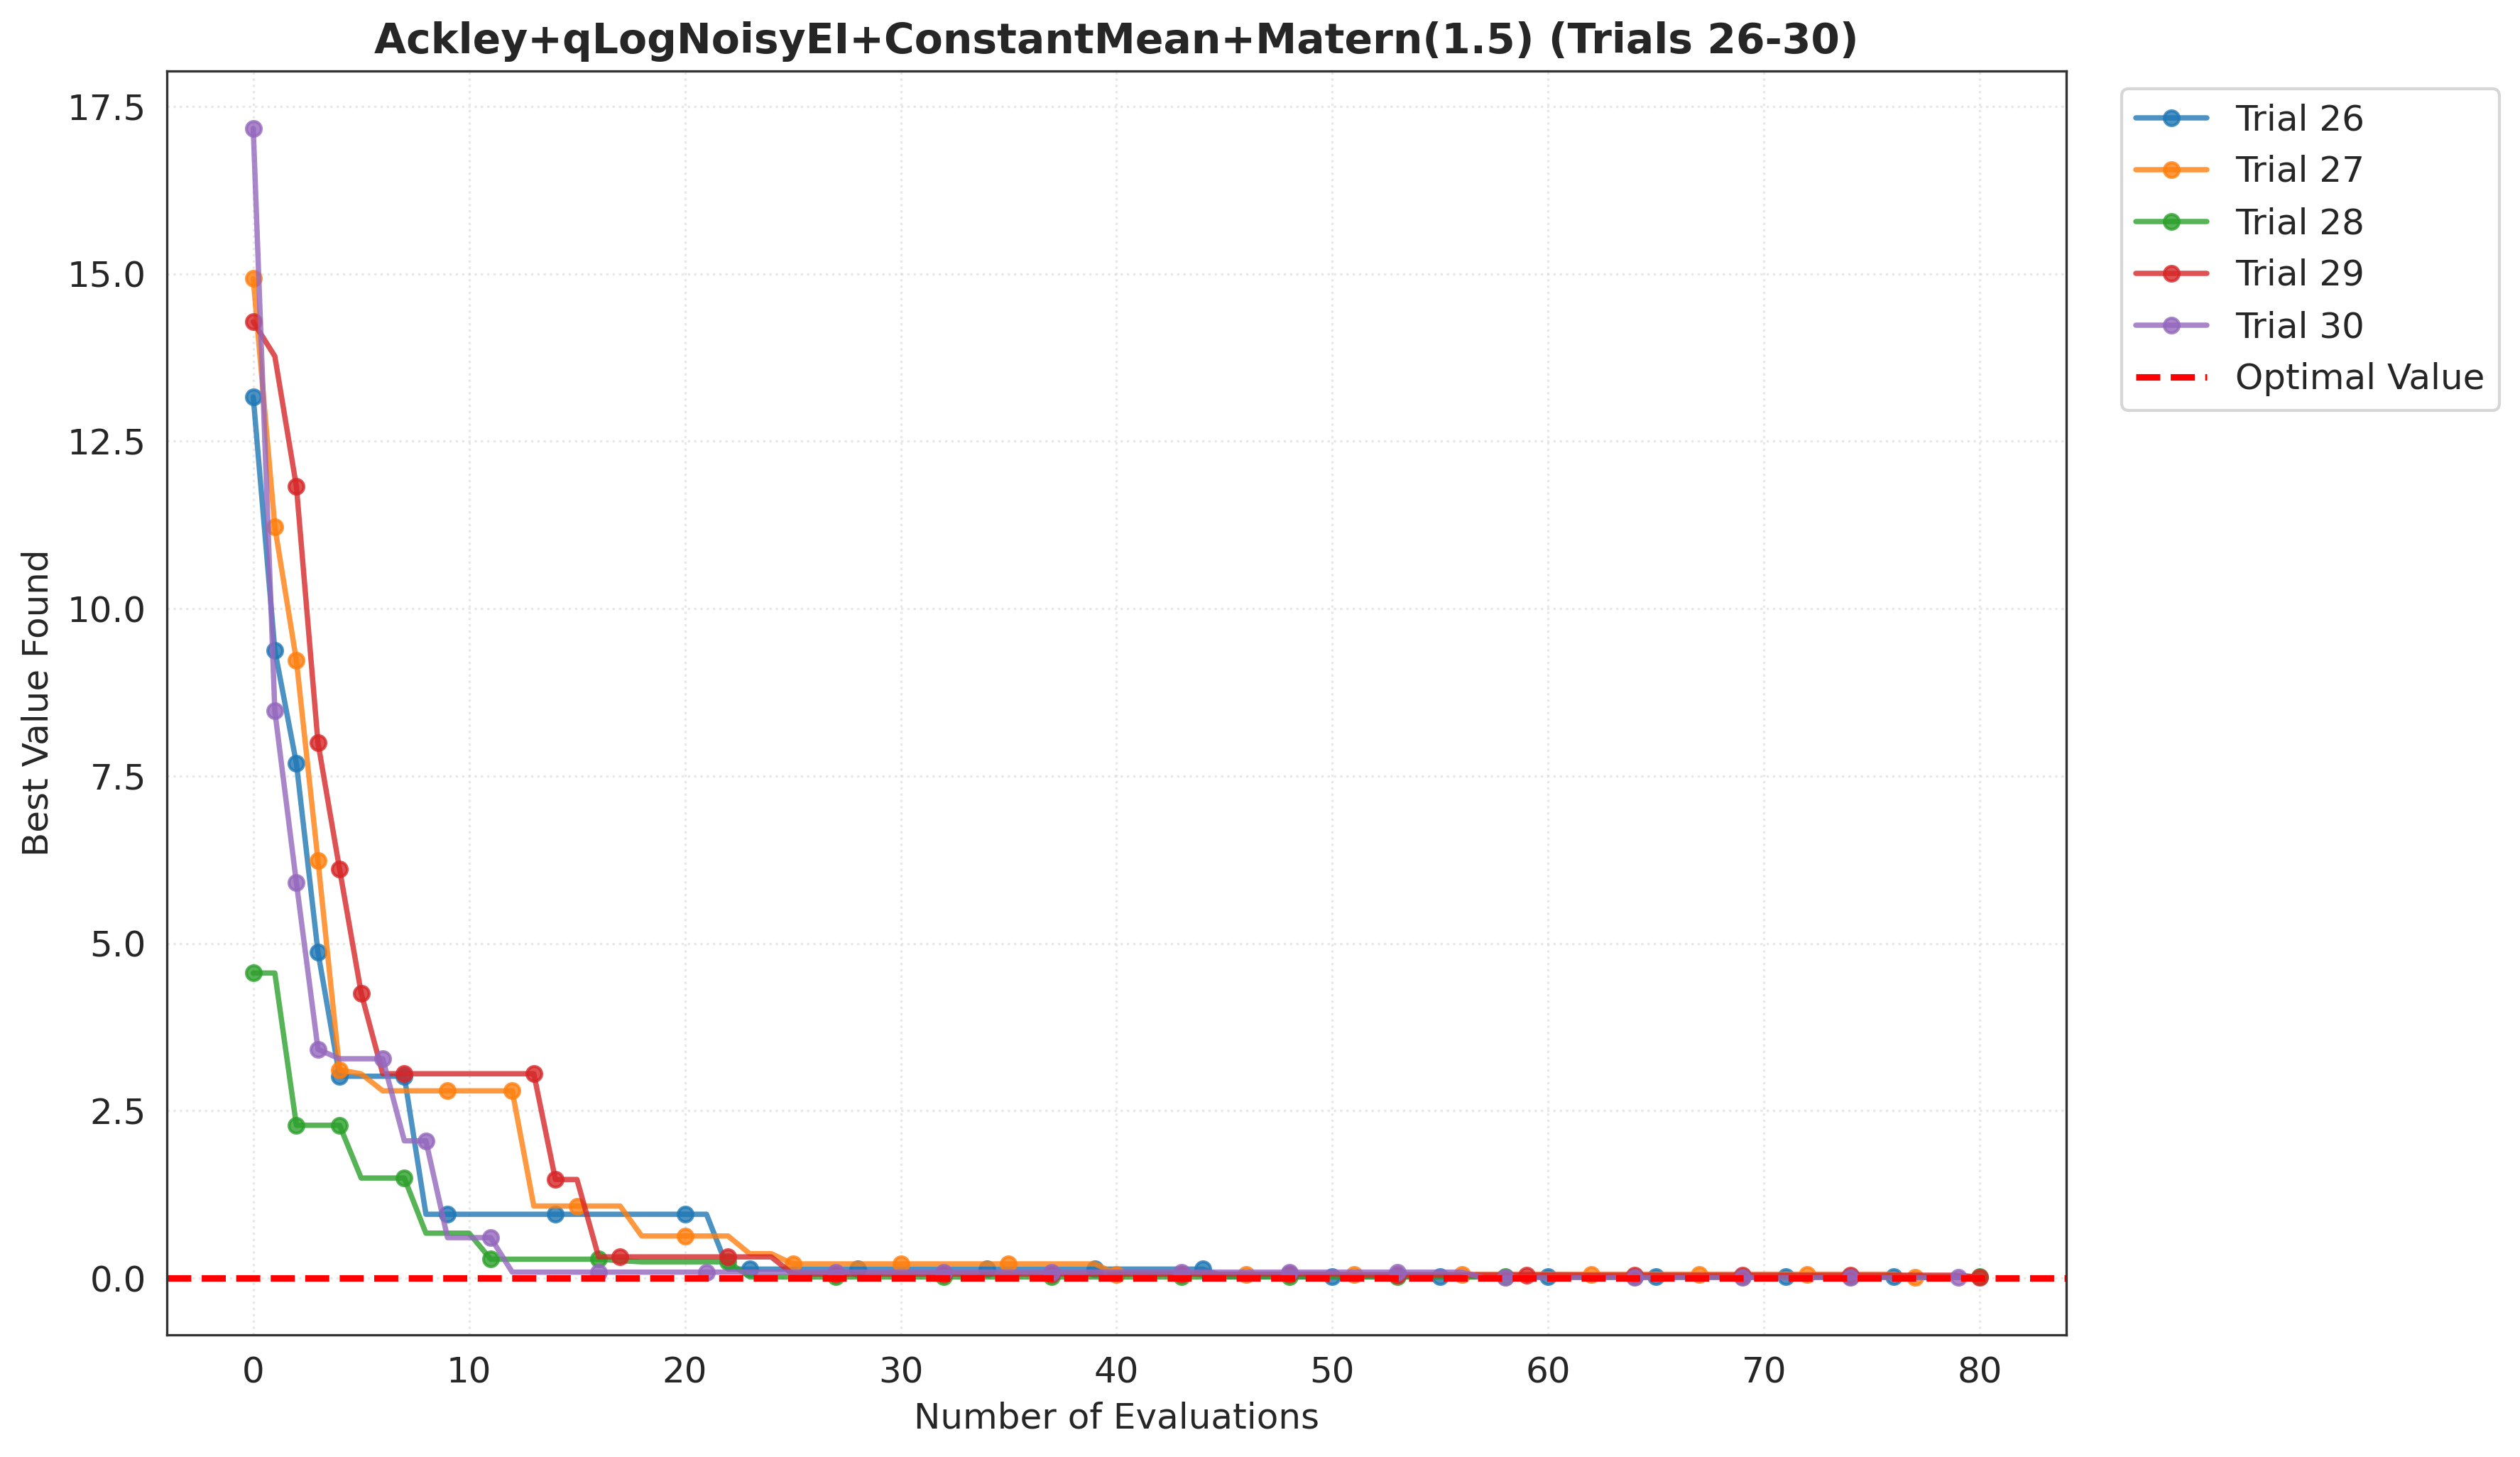 Ackley+qLogNoisyEI+ConstantMean+Matern(1.5) (Trials 26-30)
Best Value Found
17.5
15.0
12.5
10.0
7.5
5.0
2.5
0.0
0 10 20 30 40 50 60 70 80
Number of Evaluations
Trial 26
Trial 27
Trial 28
Trial 29
Trial 30
Optimal Value